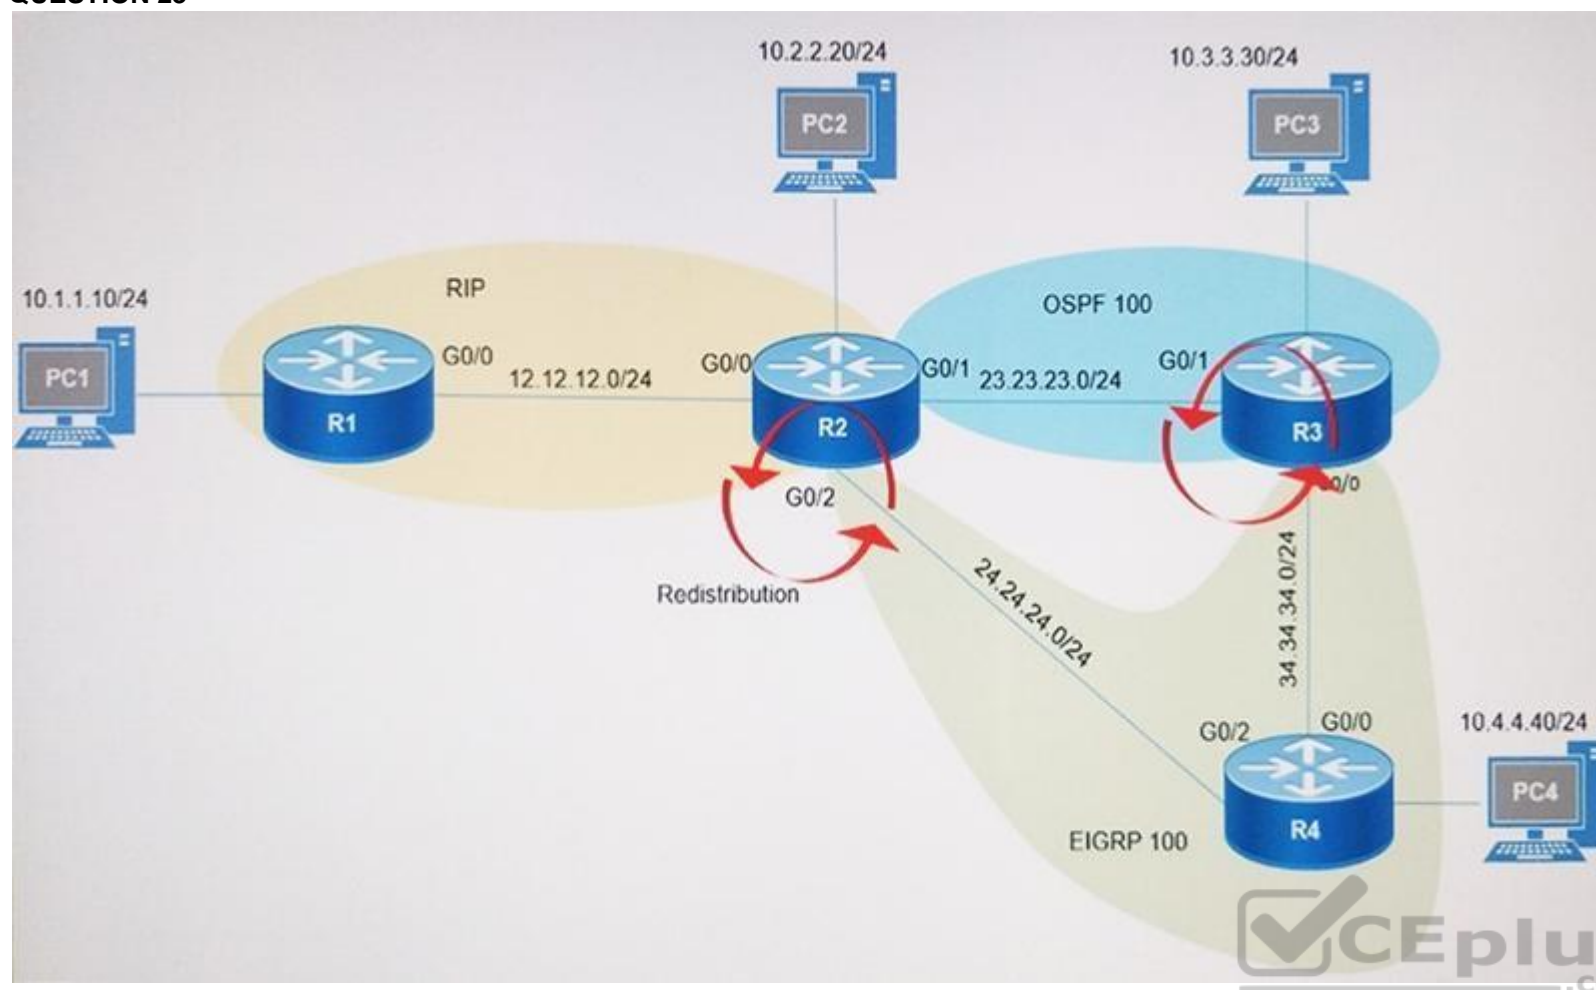 QUESTION
10.2.2.20/24
10.3.3.30/24
PC2
PC3
RIP
10.1.1.10/24
OSPF 100
G0/0
G0/0
G0/1
G0/1
PC1
12.12.12.0/24
23.23.23.0/24
R1
R2
R3
G0/2
Redistribution
24.24.24.0/24
34.34.34.0/24
G0/2
G0/0
10.4.4.40/24
PC4
R4
EIGRP 100
CEplu